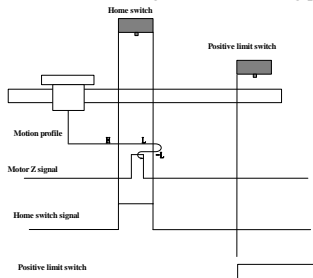 Home switch
Positive limit switch
Motion profile
H
L
-L
Motor Z signal
Home switch signal
Positive limit switch